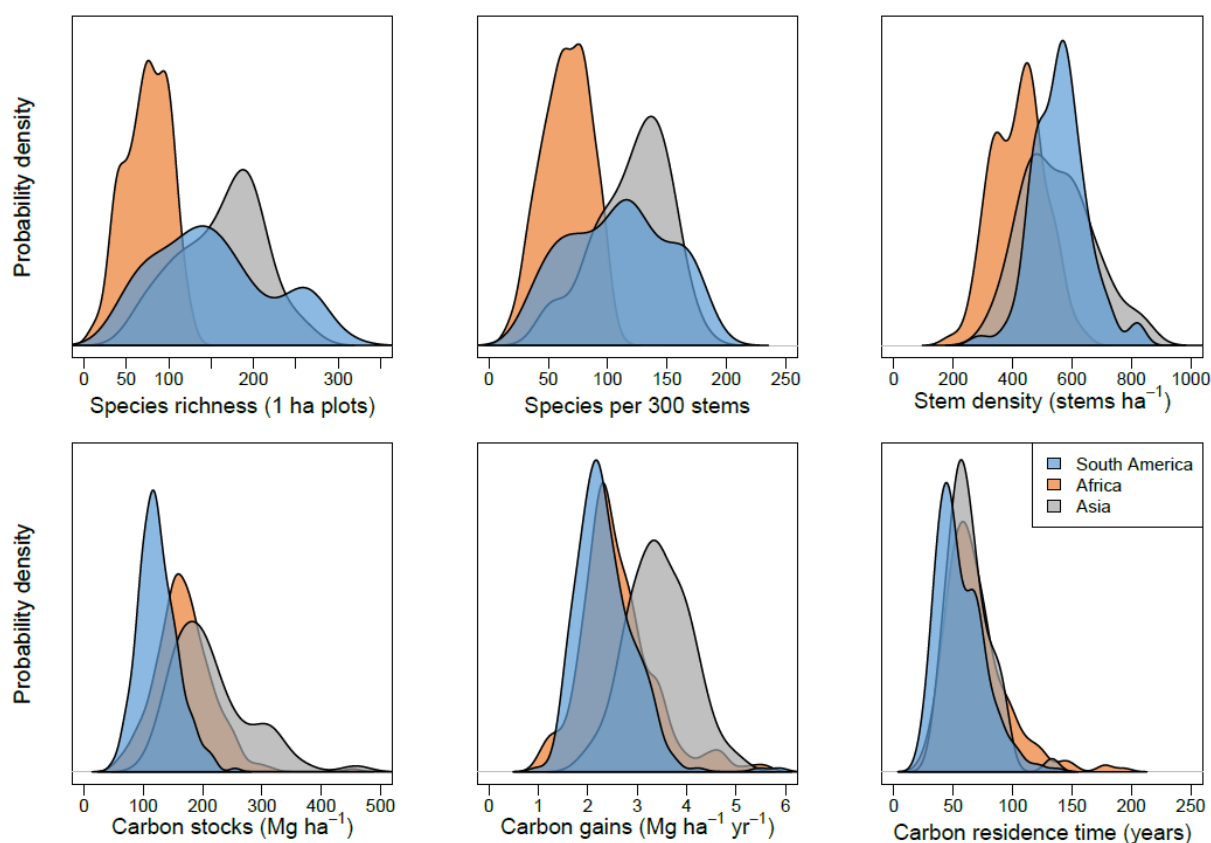 Probability density
0 50 100 200 300
Species richness (1 ha plots)
0 50 100 150 200 250
Species per 300 stems
0 200 400 600 800 1000
Stem density (stems ha⁻¹)
Probability density
0 100 200 300 400 500
Carbon stocks (Mg ha⁻¹)
0 1 2 3 4 5 6
Carbon gains (Mg ha⁻¹ yr⁻¹)
South America
Africa
Asia
0 50 100 150 200 250
Carbon residence time (years)